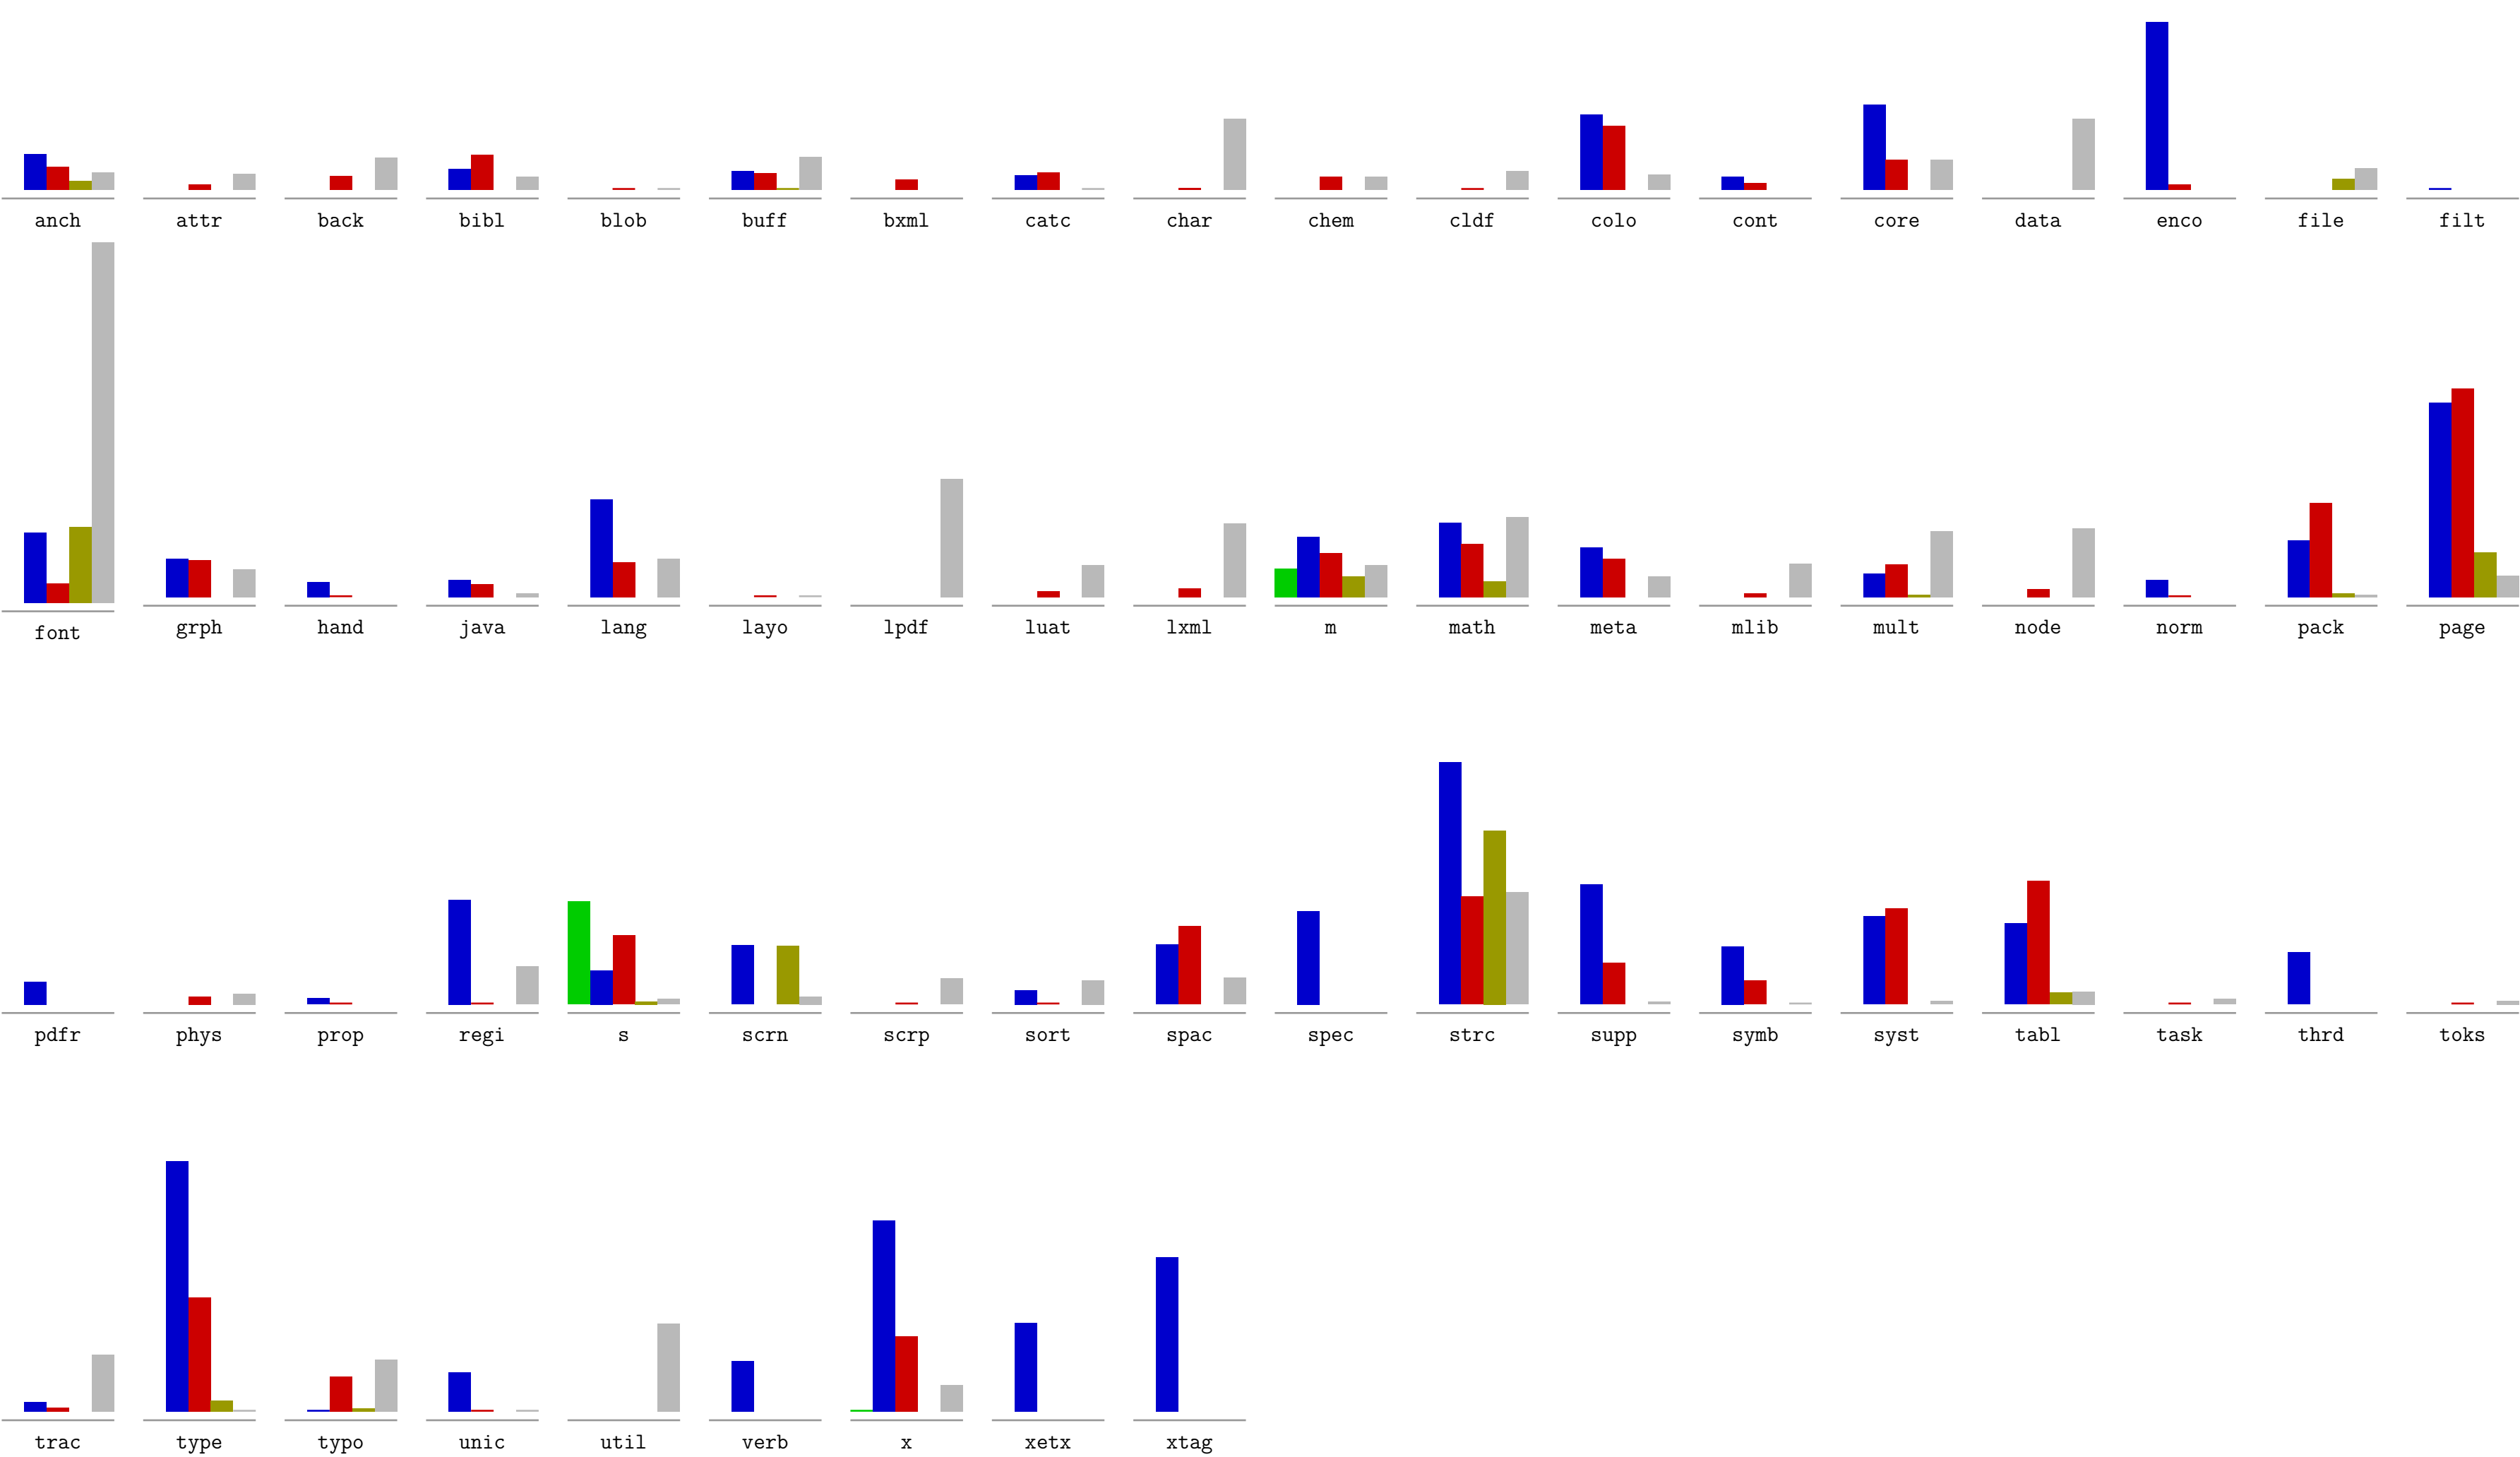 anch attr back bibl blob buff bxml catc char chem cldf colo cont core data enco file filt
font grph hand java lang layo lpdf luat lxml m math meta mlib mult node norm pack page
pdfr phys prop regi s scrn scrp sort spac spec strc supp symb syst tabl task thrd toks
trac type typo unic util verb x xetx xtag